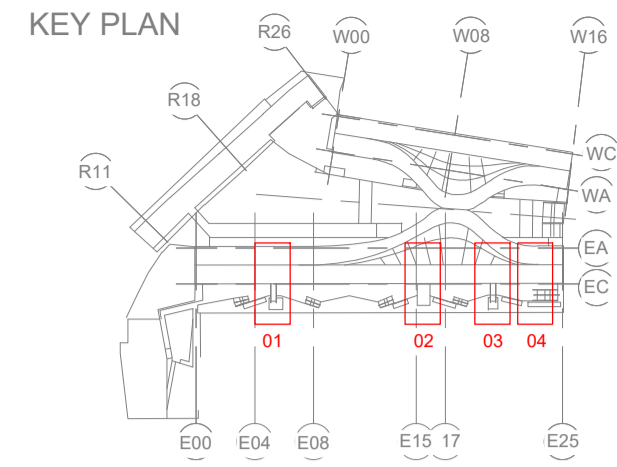 KEY PLAN
R26
W00
W08
W16
R18
R11
WC
WA
EA
EC
01
02
03
04
E00
E04
E08
E15
17
E25